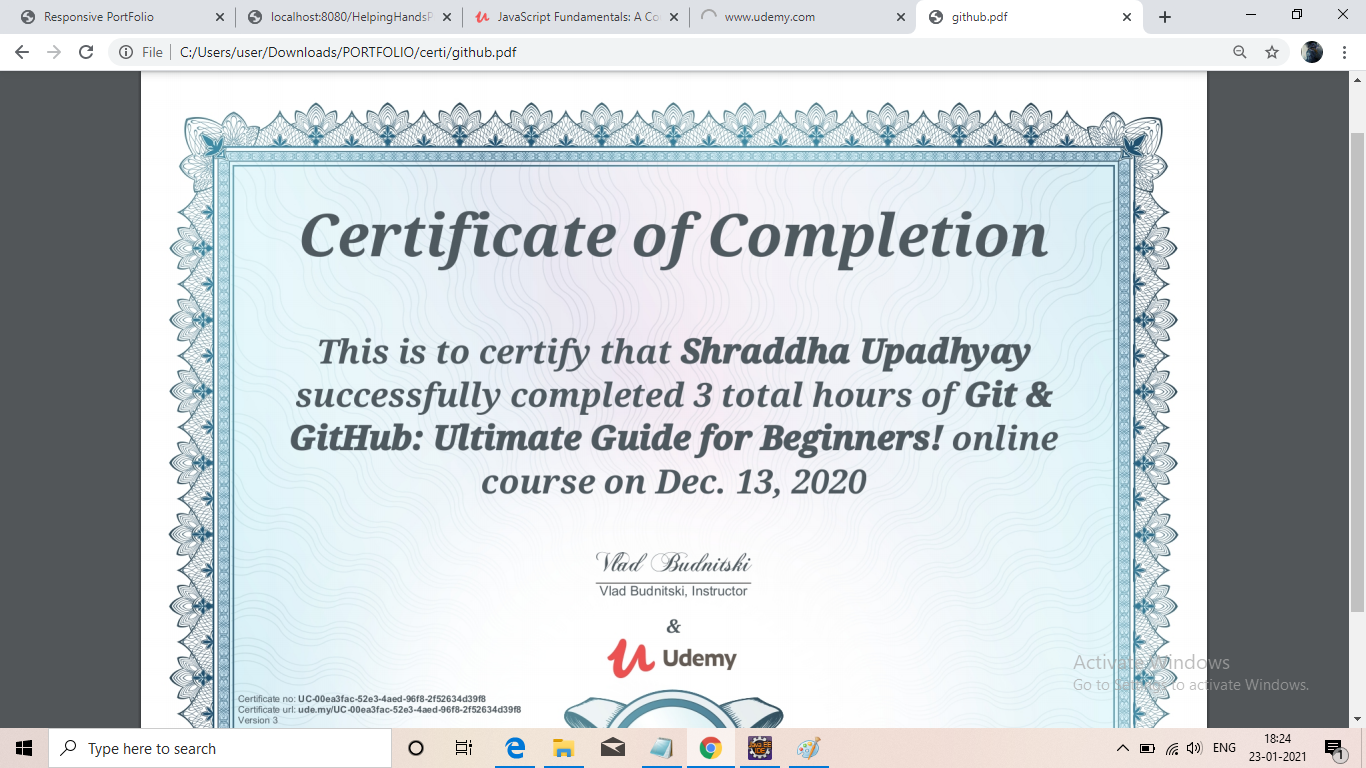 Responsive PortFolio
localhost:8080/HelpingHandsP
JavaScript Fundamentals: A Co
www.udemy.com
github.pdf
File
C:/Users/user/Downloads/PORTFOLIO/certi/github.pdf
Certificate of Completion
This is to certify that Shraddha Upadhyay
successfully completed 3 total hours of Git &
GitHub: Ultimate Guide for Beginners! online
course on Dec. 13, 2020
Vlad Budnitski
Vlad Budnitski, Instructor
&
Udemy
Certificate no: UC-00ea3fac-52e3-4aed-96f8-2f52634d39f8
Certificate url: ude.my/UC-00ea3fac-52e3-4aed-96f8-2f52634d39f8
Version 3
Activate Windows
Go to Settings to activate Windows.
Type here to search
ENG
18:24
23-01-2021
1